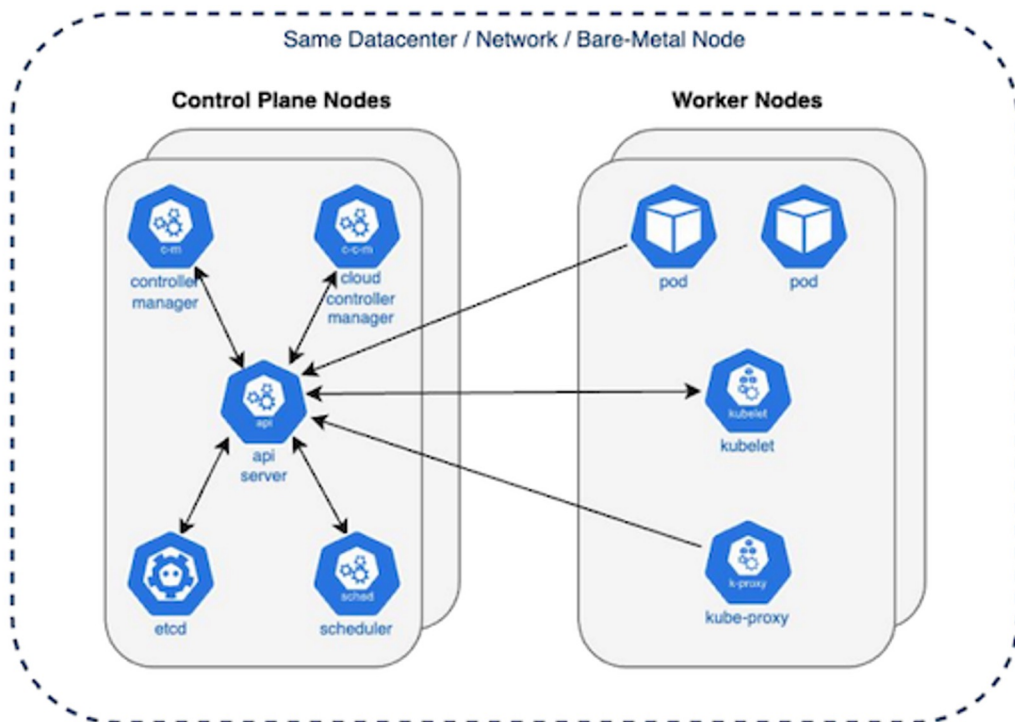 Same Datacenter / Network / Bare-Metal Node
Control Plane Nodes
Worker Nodes
c-m
controller
manager
c-c-m
cloud
controller
manager
pod
pod
api
api
server
kubelet
kubelet
etcd
sched
scheduler
k-proxy
kube-proxy